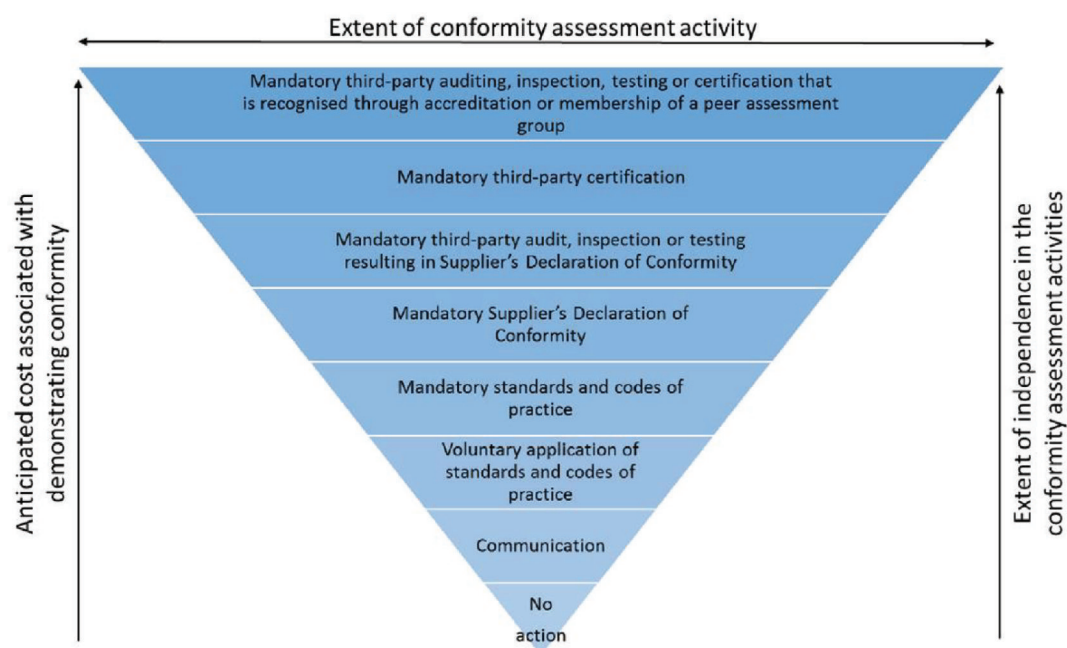 Extent of conformity assessment activity
Mandatory third-party auditing, inspection, testing or certification that
is recognised through accreditation or membership of a peer assessment
group
Mandatory third-party certification
Mandatory third-party audit, inspection or testing
resulting in Supplier's Declaration of Conformity
Mandatory Supplier's Declaration of
Conformity
Mandatory standards and codes of
practice
Voluntary application of
standards and codes of
practice
Communication
No
action
Anticipated cost associated with
demonstrating conformity
Extent of independence in the
conformity assessment activities